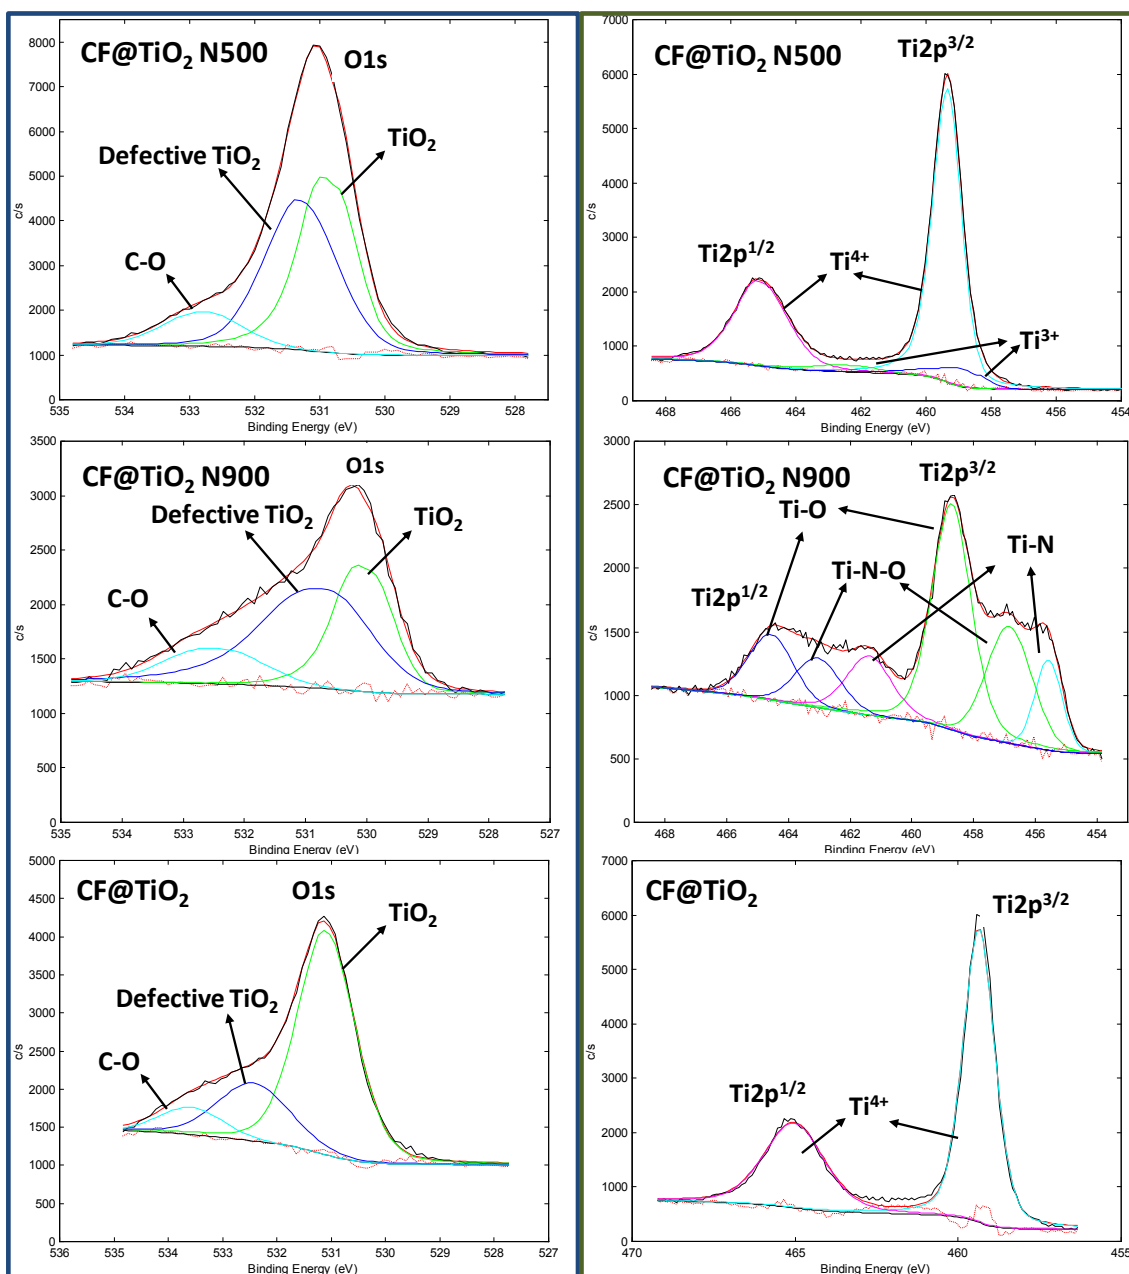 CF@TiO₂ N500
O1s
Defective TiO₂
TiO₂
C-O
c/s
8000
7000
6000
5000
4000
3000
2000
1000
0
535 534 533 532 531 530 529 528
Binding Energy (eV)
CF@TiO₂ N500
Ti2p³/²
Ti2p¹/²
Ti⁴⁺
Ti³⁺
c/s
7000
6000
5000
4000
3000
2000
1000
0
468 466 464 462 460 458 456 454
Binding Energy (eV)
CF@TiO₂ N900
O1s
Defective TiO₂
TiO₂
C-O
c/s
3500
3000
2500
2000
1500
1000
500
0
535 534 533 532 531 530 529 528 527
Binding Energy (eV)
CF@TiO₂ N900
Ti2p³/²
Ti-O
Ti-N
Ti-N-O
Ti2p¹/²
c/s
3000
2500
2000
1500
1000
500
0
468 466 464 462 460 458 456 454
Binding Energy (eV)
CF@TiO₂
O1s
TiO₂
Defective TiO₂
C-O
c/s
5000
4500
4000
3500
3000
2500
2000
1500
1000
500
0
536 535 534 533 532 531 530 529 528 527
Binding Energy (eV)
CF@TiO₂
Ti2p³/²
Ti2p¹/²
Ti⁴⁺
c/s
7000
6000
5000
4000
3000
2000
1000
0
470 465 460 455
Binding Energy (eV)